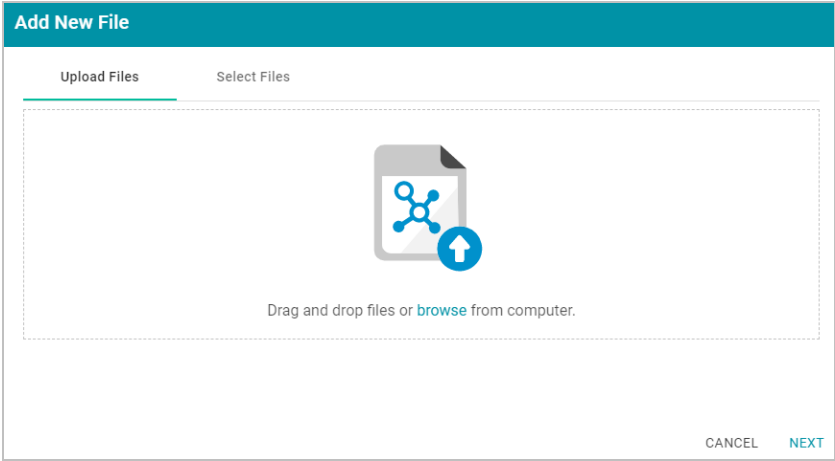 Add New File
Upload Files Select Files
Drag and drop files or browse from computer.
CANCEL NEXT